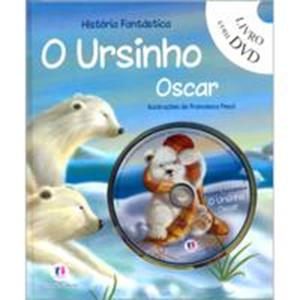 História Fantástica
LIVRO
com DVD
O Ursinho
Oscar
Ilustrações de Francesca Pesci
O Ursinho
Oscar